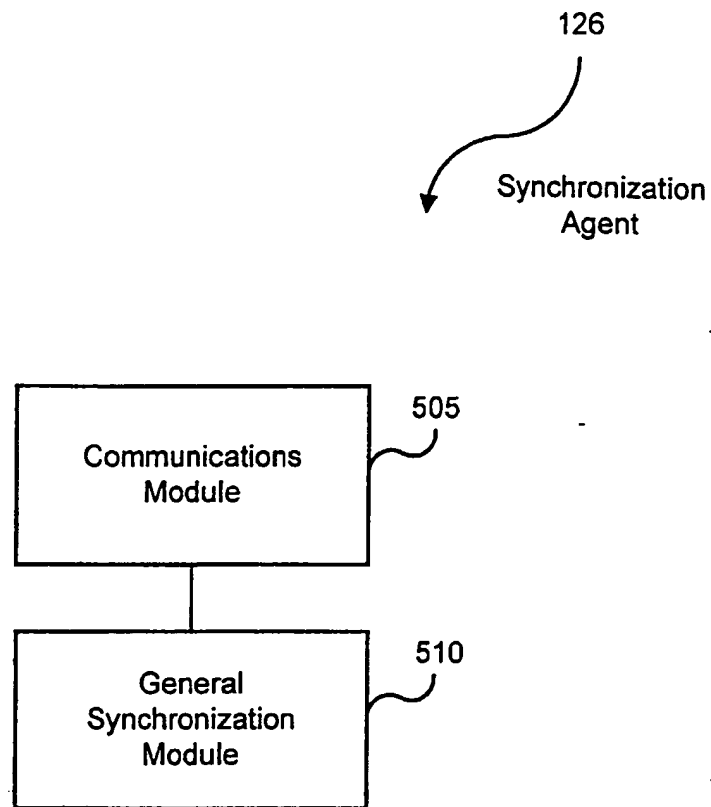 126
Synchronization
Agent
505
Communications
Module
510
General
Synchronization
Module